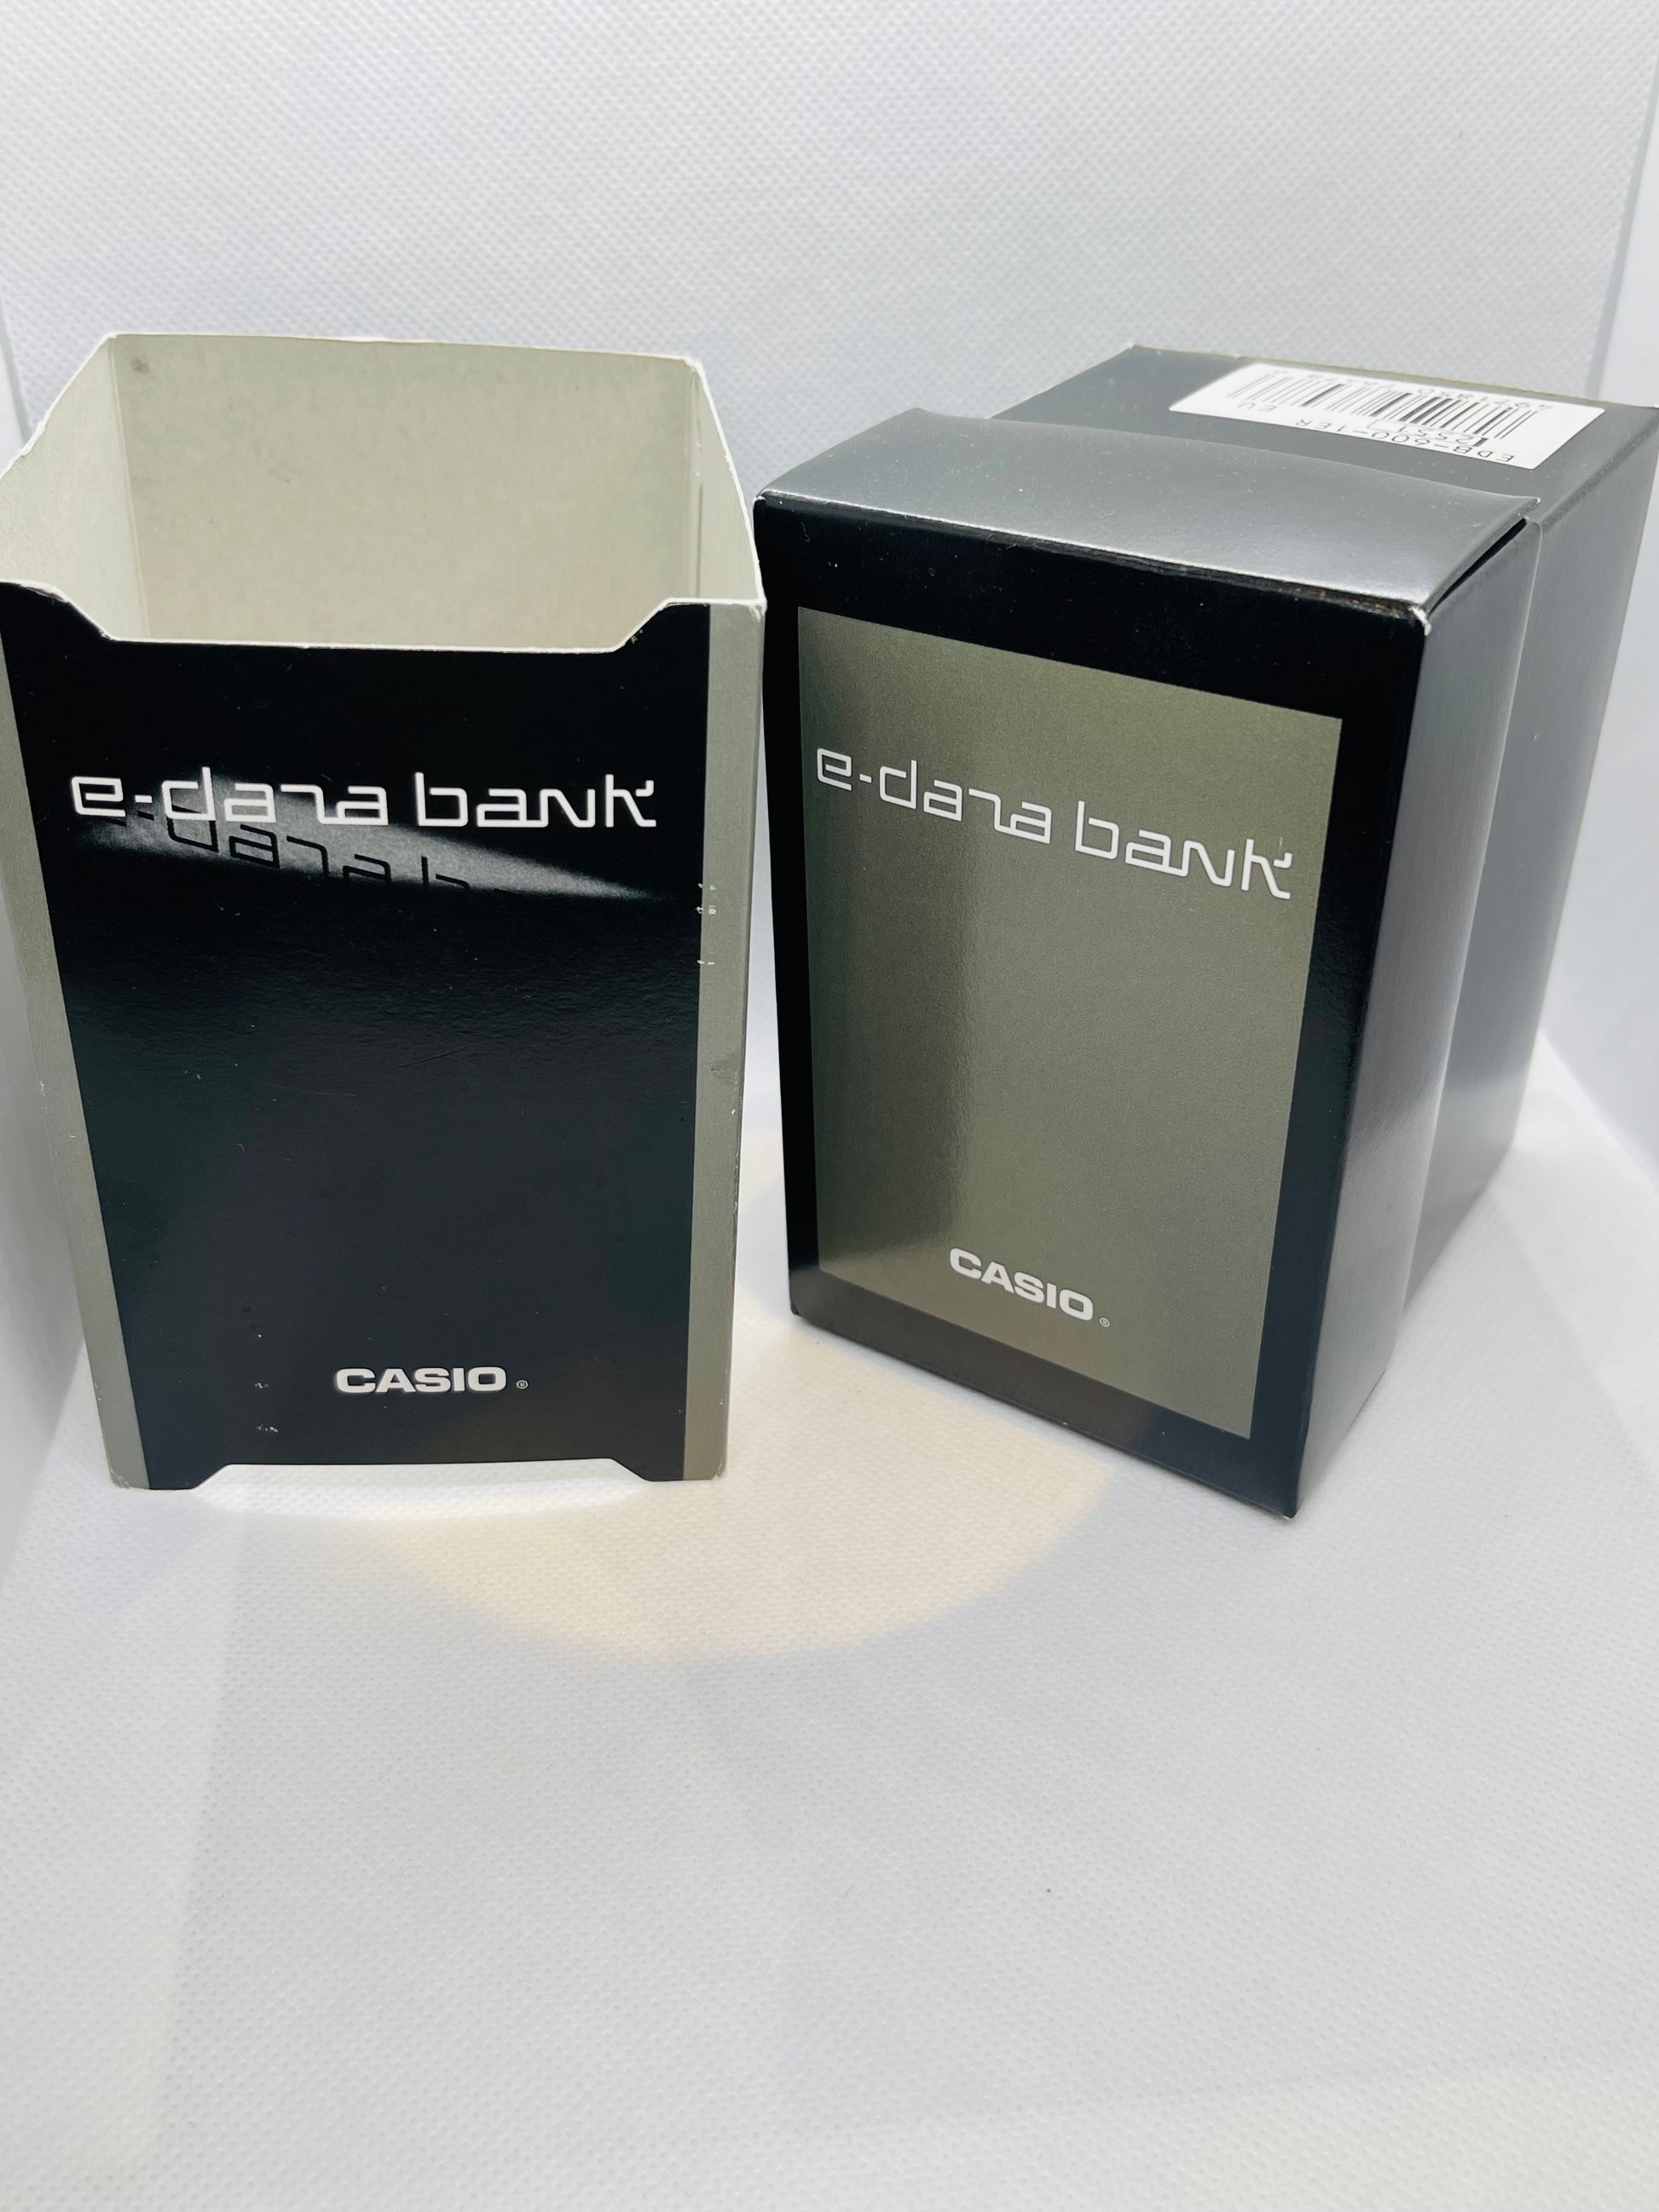 e-data bank
CASIO®
e-data bank
CASIO®
EDB-600-1ER EU